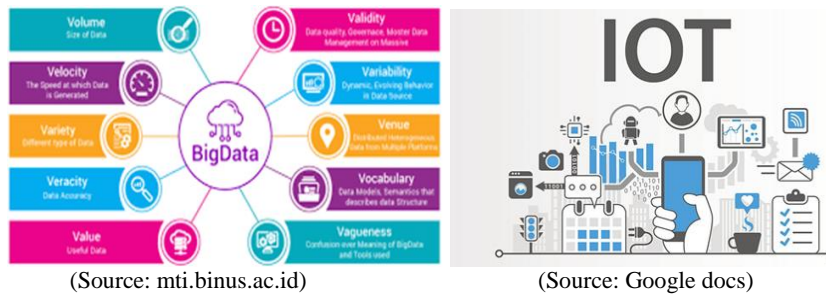 Volume
Size of Data
Velocity
The Speed at which Data
is Generated
Variety
Different type of Data
Veracity
Data Accuracy
Value
Useful Data
BigData
Validity
Data quality, Governace, Moster Data
Management on Massive
Variability
Dynamic, Evolving Behavior
in Data Source
Venue
Distributed Heterogeneous
Data from Multiple Platforms
Vocabulary
Data Models, Semantics that
describes data Structure
Vagueness
Confusion over Meaning of BigData
and Tools used
IOT
(Source: mti.binus.ac.id)
(Source: Google docs)